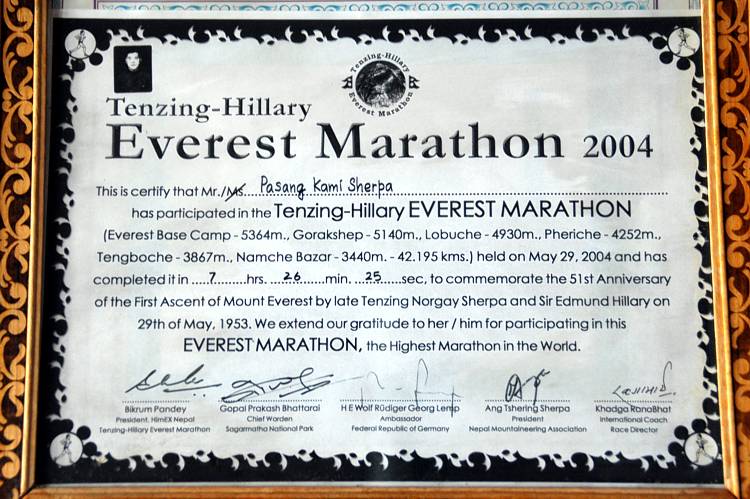 Tenzing-Hillary
Everest Marathon
Tenzing-Hillary
Everest Marathon 2004
This is certify that Mr./Ms. Pasang Kami Sherpa
has participated in the Tenzing-Hillary EVEREST MARATHON
(Everest Base Camp - 5364m., Gorakshep - 5140m., Lobuche - 4930m., Pheriche - 4252m.,
Tengboche - 3867m., Namche Bazar - 3440m. - 42.195 kms.) held on May 29, 2004 and has
completed it in .....7.......hrs. ...26......min. ...25......sec, to commemorate the 51st Anniversary
of the First Ascent of Mount Everest by late Tenzing Norgay Sherpa and Sir Edmund Hillary on
29th of May, 1953. We extend our gratitude to her / him for participating in this
EVEREST MARATHON, the Highest Marathon in the World.
Bikrum Pandey
President, HimEX Nepal
Tenzing-Hillary Everest Marathon
Gopal Prakash Bhattarai
Chief Warden
Sagarmatha National Park
H E Wolf Rüdiger Georg Lemp
Ambassador
Federal Republic of Germany
Ang Tshering Sherpa
President
Nepal Mountaineering Association
Khadga RanaBhat
International Coach
Race Director